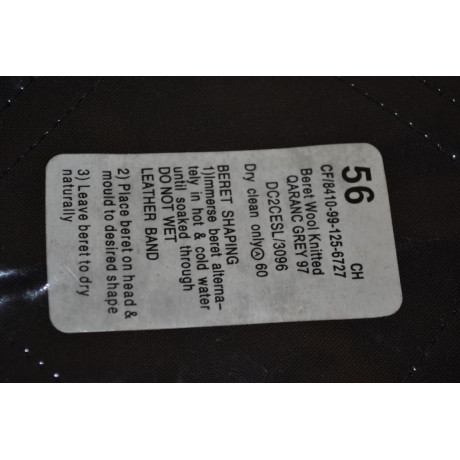 56 CH
CF/8410-99-125-6727
Beret Wool Knitted
QARANC GREY 97
DC2CESL/3096
Dry clean only Ⓐ 60
BERET SHAPING
1)Immerse beret alterna-
tely in hot & cold water
until soaked through
DO NOT WET
LEATHER BAND
2) Place beret on head &
mould to desired shape
3) Leave beret to dry
naturally